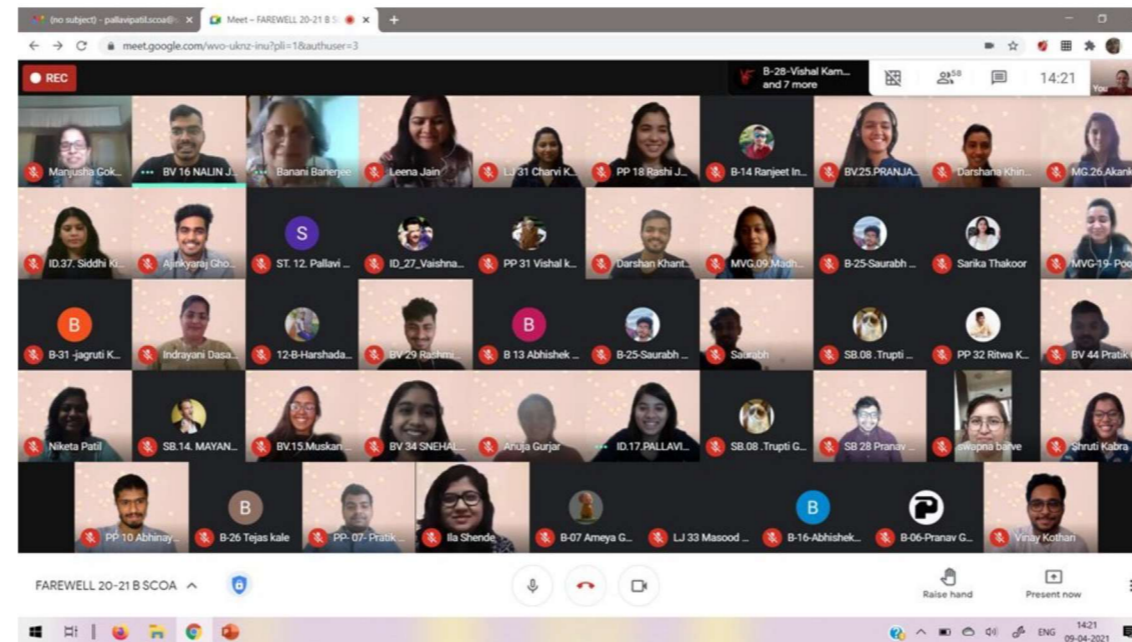 (no subject) - pallavipatil.scoa@s
Meet – FAREWELL 20-21 B S
meet.google.com/wvo-uknz-inu?pli=1&authuser=3
REC
B-28-Vishal Kam...
and 7 more
58
14:21
You
Manjusha Gok...
BV 16 NALIN J...
Banani Banerjee
Leena Jain
LJ 31 Charvi K...
PP 18 Rashi J...
B-14 Ranjeet In...
BV.25.PRANJA...
Darshana Khin...
MG.26.Akank
ID.37. Siddhi Ki...
Ajinkyaraj Gho...
ST. 12. Pallavi ...
ID_27_Vaishna...
PP 31 Vishal k...
Darshan Khant...
MVG.09.Madh...
B-25-Saurabh ...
Sarika Thakoor
MVG-19- Poo
B-31 -jagruti K...
Indrayani Dasa...
12-B-Harshada...
BV 29 Rashmi...
B 13 Abhishek ...
B-25-Saurabh ...
Saurabh
SB.08 .Trupti ...
PP 32 Ritwa K...
BV 44 Pratik
Niketa Patil
SB.14. MAYAN...
BV.15.Muskan...
BV 34 SNEHAL...
Anuja Gurjar
ID.17.PALLAVI...
SB.08 .Trupti G...
SB 28 Pranav ...
swapna barve
Shruti Kabra
PP 10 Abhinay...
B-26 Tejas kale
PP- 07- Pratik...
Ila Shende
B-07 Ameya G...
LJ 33 Masood ...
B-16-Abhishek...
B-06-Pranav G...
Vinay Kothari
S
B
B
B
B
FAREWELL 20-21 B SCOA
Raise hand
Present now
ENG
14:21
09-04-2021